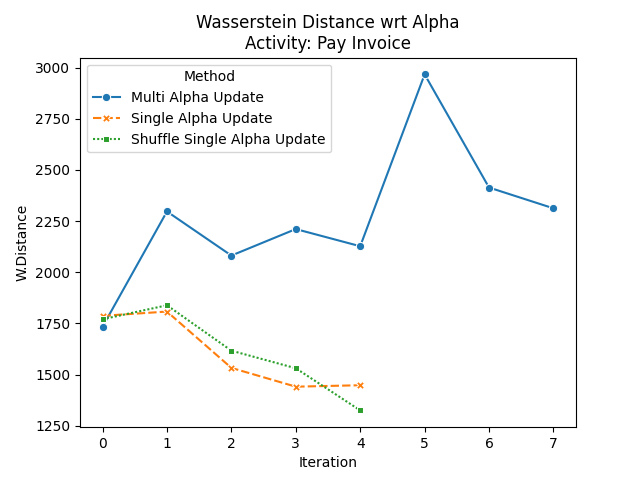 Wasserstein Distance wrt Alpha
Activity: Pay Invoice
Method
Multi Alpha Update
Single Alpha Update
Shuffle Single Alpha Update
W.Distance
3000
2750
2500
2250
2000
1750
1500
1250
0 1 2 3 4 5 6 7
Iteration